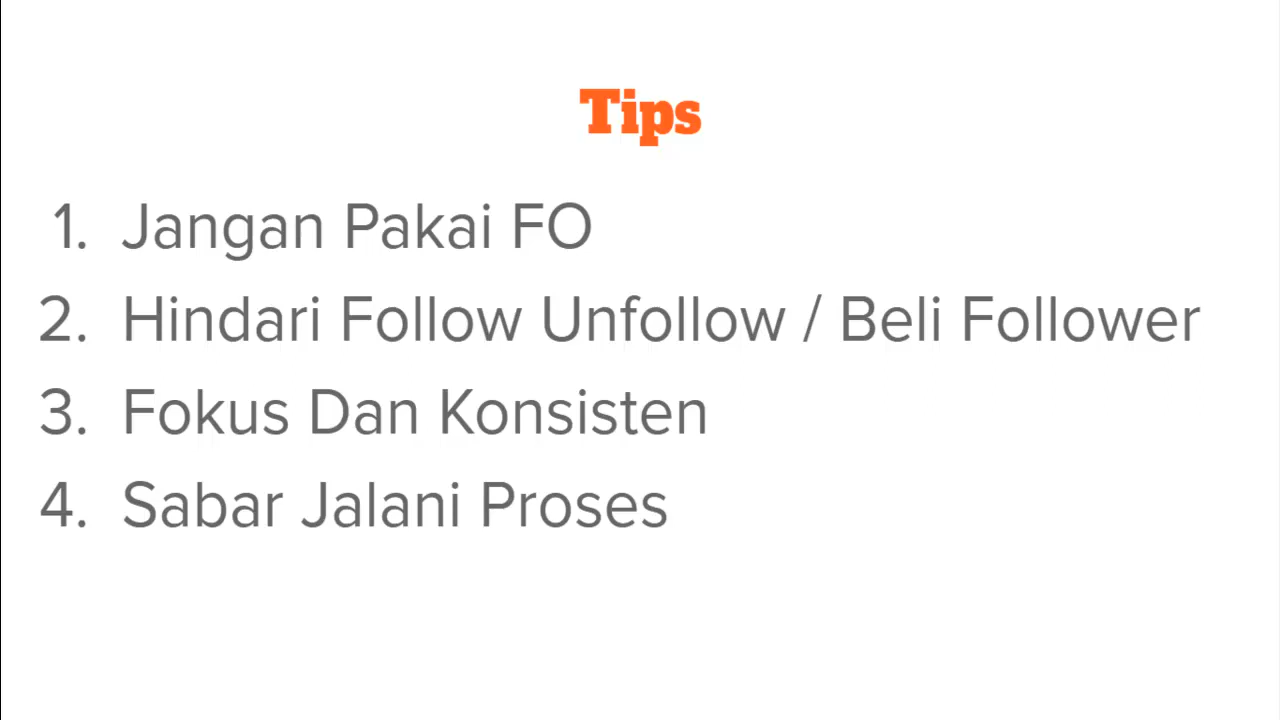 Tips
1. Jangan Pakai FO
2. Hindari Follow Unfollow / Beli Follower
3. Fokus Dan Konsisten
4. Sabar Jalani Proses